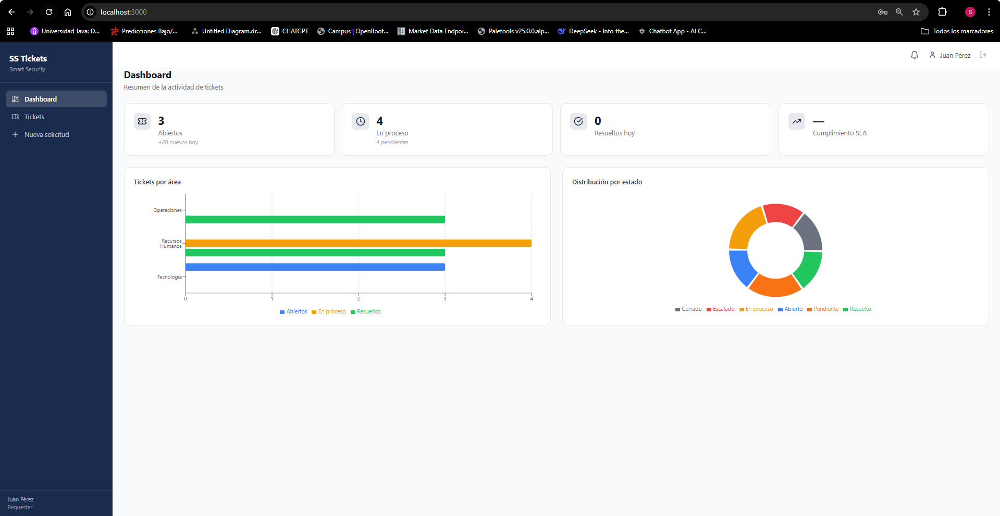 localhost:3000
Universidad Java: D...
Predicciones Bajo/...
Untitled Diagram.dr...
CHATGPT
Campus | OpenBoot...
Market Data Endpoi...
Paletools v25.0.0.alp...
DeepSeek - Into the...
Chatbot App - AI C...
Todos los marcadores
S
SS Tickets
Smart Security
Dashboard
Tickets
Nueva solicitud
Juan Pérez
Dashboard
Resumen de la actividad de tickets
3
Abiertos
+20 nuevos hoy
4
En proceso
4 pendientes
0
Resueltos hoy
—
Cumplimiento SLA
Tickets por área
Operaciones
Recursos
Humanos
Tecnología
0 1 2 3 4
Abiertos En proceso Resueltos
Distribución por estado
Cerrado Escalado En proceso Abierto Pendiente Resuelto
Juan Pérez
Requester